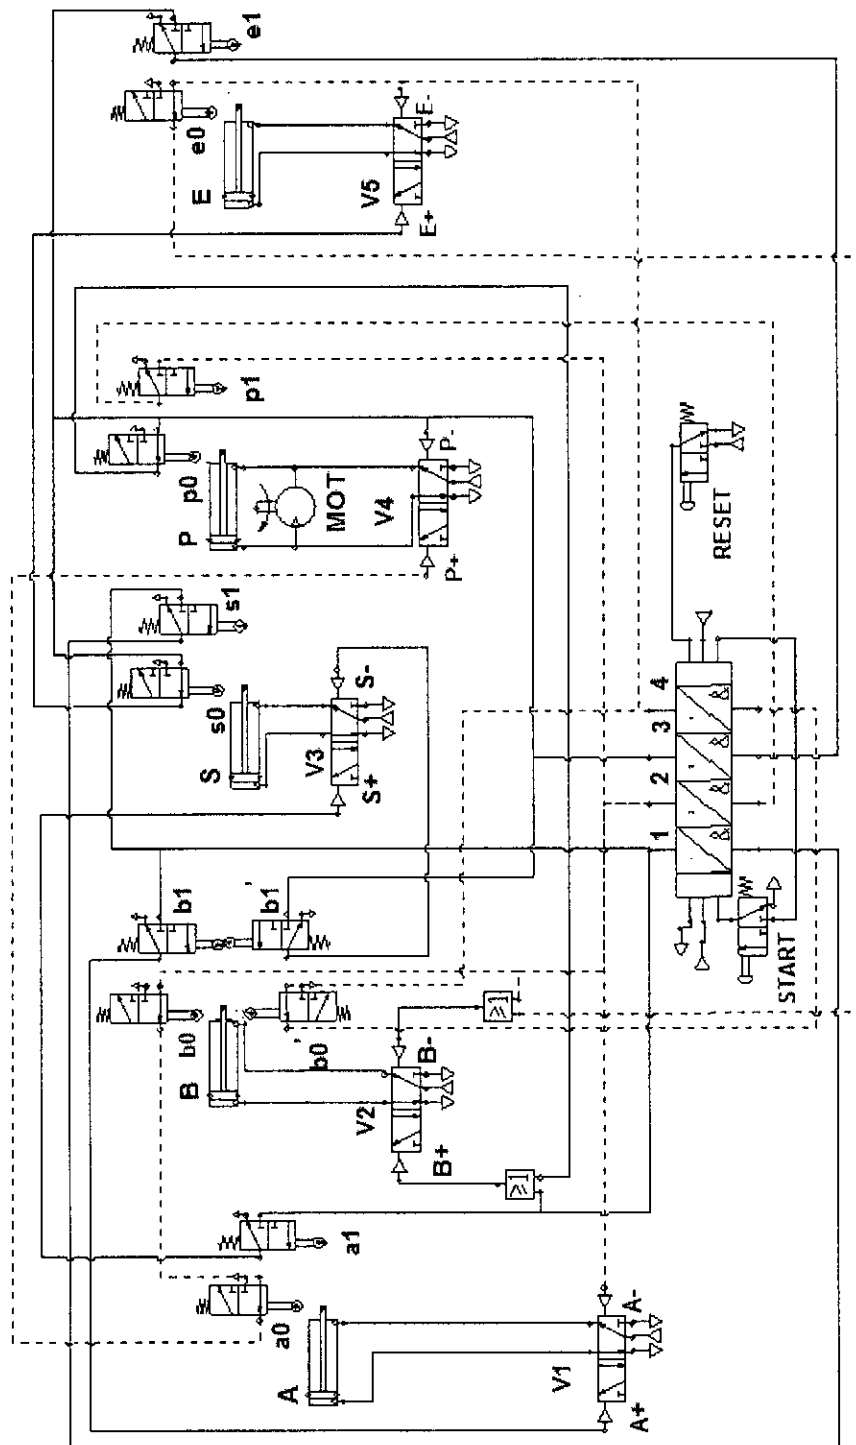 b1
b0
B
P
p0
e0
E
S
s0
s1
b1
p1
e1
A
a0
a1
b0
V3
MOT
S+
S-
V2
V4
V5
B+
B-
P+
P-
E+
E-
≥1
≥1
V1
A+
A-
1
2
3
4
&
&
&
&
RESET
START